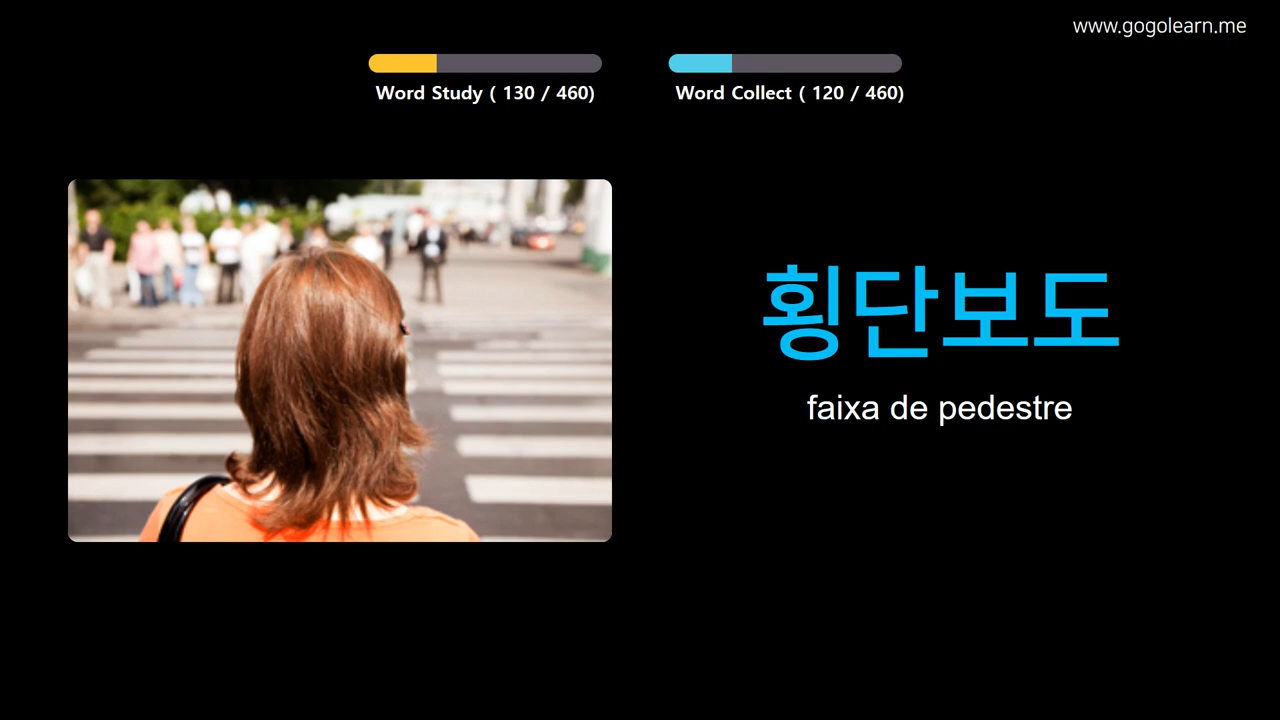 www.gogolearn.me
Word Study ( 130 / 460)
Word Collect ( 120 / 460)
횡단보도
faixa de pedestre